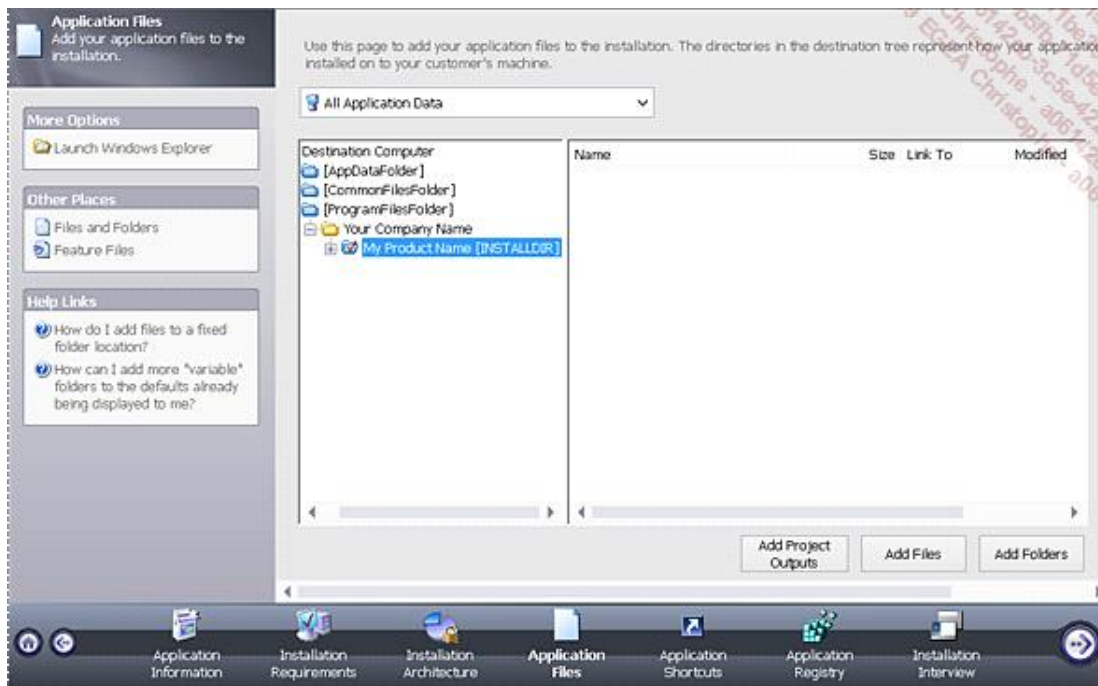 Application Files
Add your application files to the
installation.
Use this page to add your application files to the installation. The directories in the destination tree represent how your application
installed on to your customer's machine.
All Application Data
More Options
Launch Windows Explorer
Other Places
Files and Folders
Feature Files
Help Links
How do I add files to a fixed
folder location?
How can I add more "variable"
folders to the defaults already
being displayed to me?
Destination Computer
[AppDataFolder]
[CommonFilesFolder]
[ProgramFilesFolder]
Your Company Name
My Product Name [INSTALLDIR]
Name Size Link To Modified
Add Project
Outputs
Add Files
Add Folders
Application
Information
Installation
Requirements
Installation
Architecture
Application
Files
Application
Shortcuts
Application
Registry
Installation
Interview